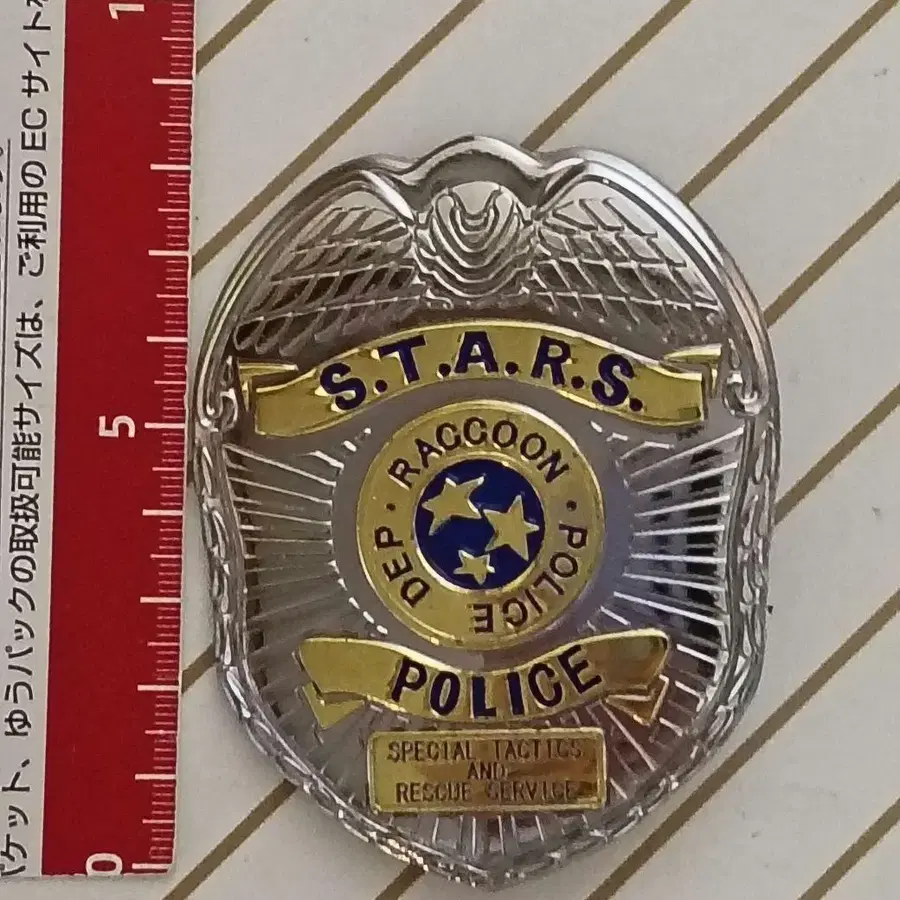 S.T.A.R.S.
RACCOON · POLICE DEP ·
POLICE
SPECIAL TACTICS
AND
RESCUE SERVICE
ケット、ゆうパックの取扱可能サイズは、ご利用のECサイト
5
0